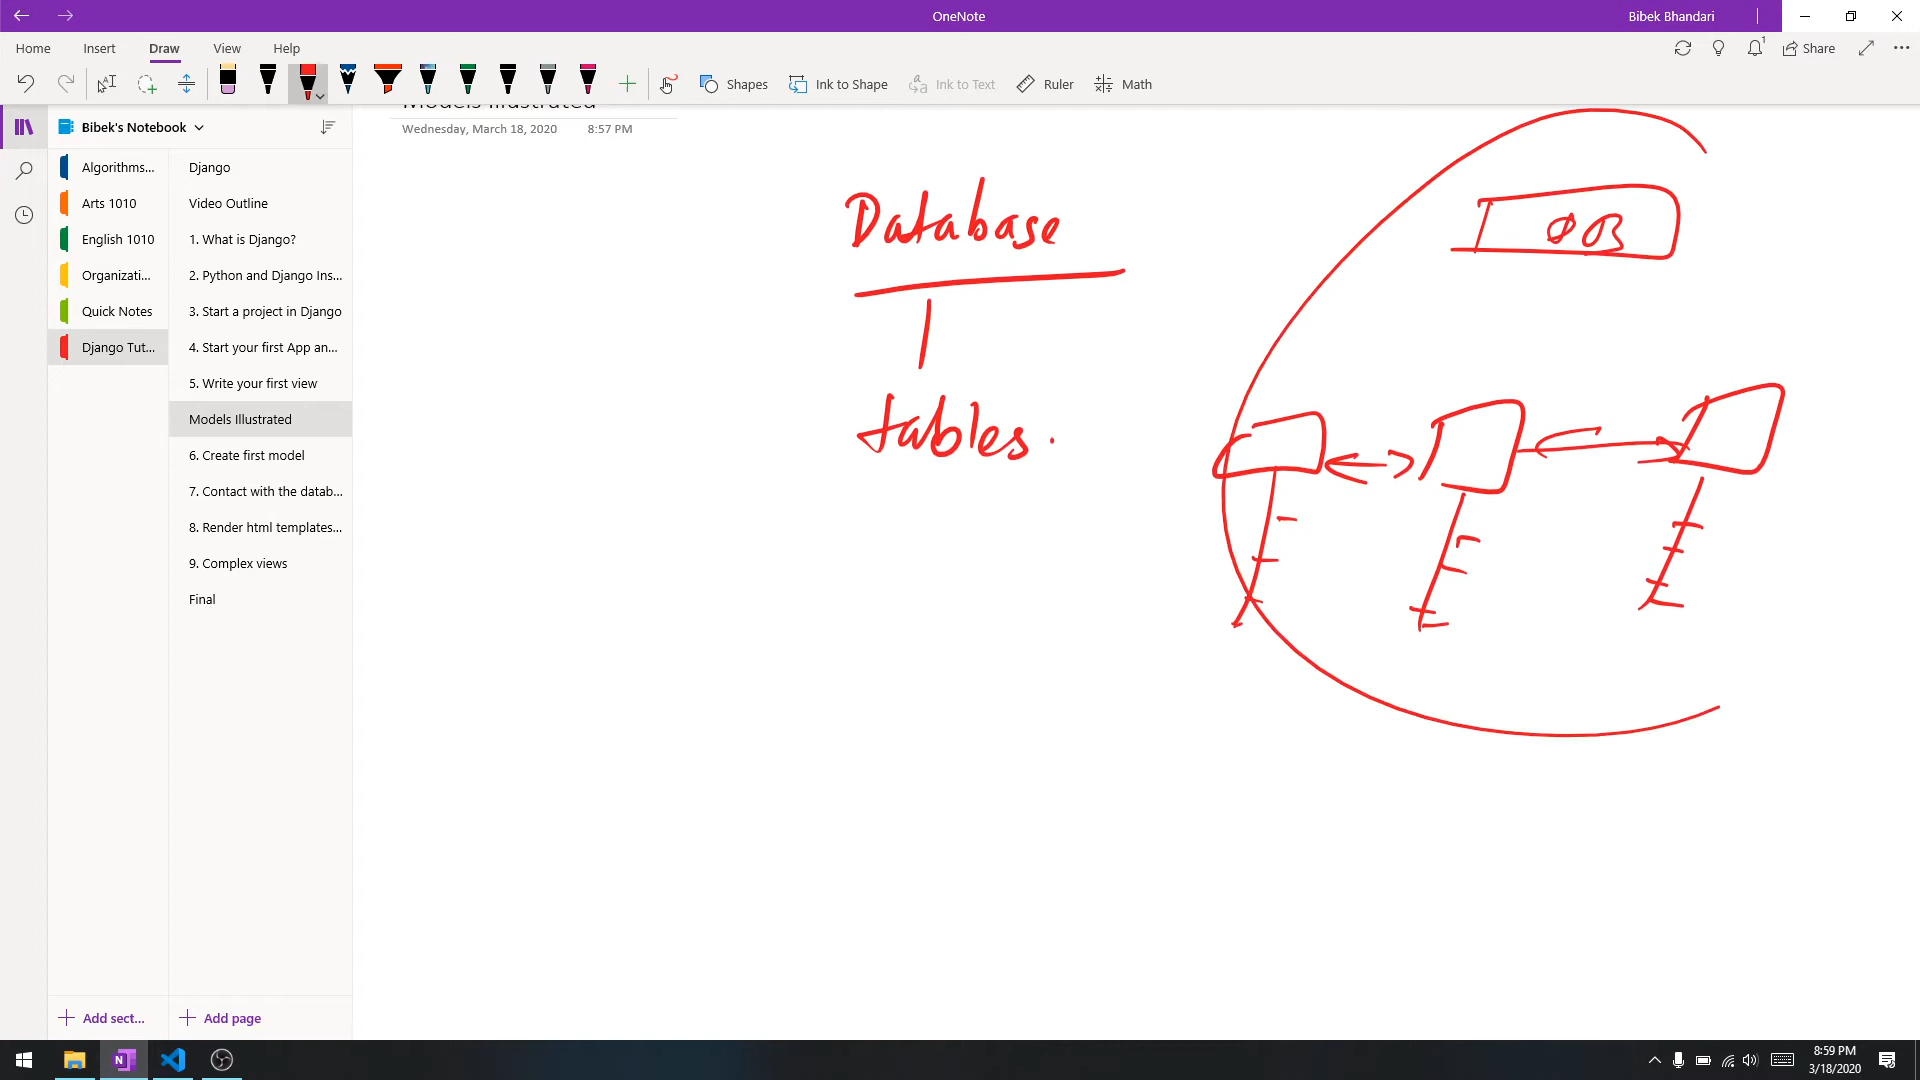 OneNote
Bibek Bhandari
Home Insert Draw View Help
1
Share
Shapes
Ink to Shape
Ink to Text
Ruler
Math
Models Illustrated
Wednesday, March 18, 2020 8:57 PM
Bibek's Notebook
Algorithms...
Arts 1010
English 1010
Organizati...
Quick Notes
Django Tut...
Django
Video Outline
1. What is Django?
2. Python and Django Ins...
3. Start a project in Django
4. Start your first App an...
5. Write your first view
Models Illustrated
6. Create first model
7. Contact with the datab...
8. Render html templates...
9. Complex views
Final
Database
tables.
DB
Add sect...
Add page
8:59 PM
3/18/2020